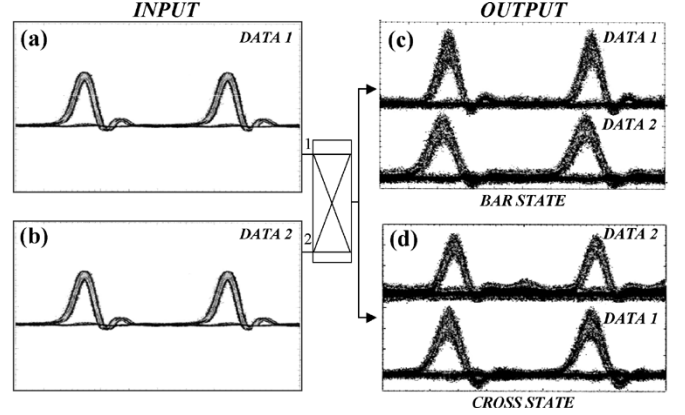 INPUT
OUTPUT
(a)
DATA 1
(b)
DATA 2
1
2
(c)
DATA 1
DATA 2
BAR STATE
(d)
DATA 2
DATA 1
CROSS STATE